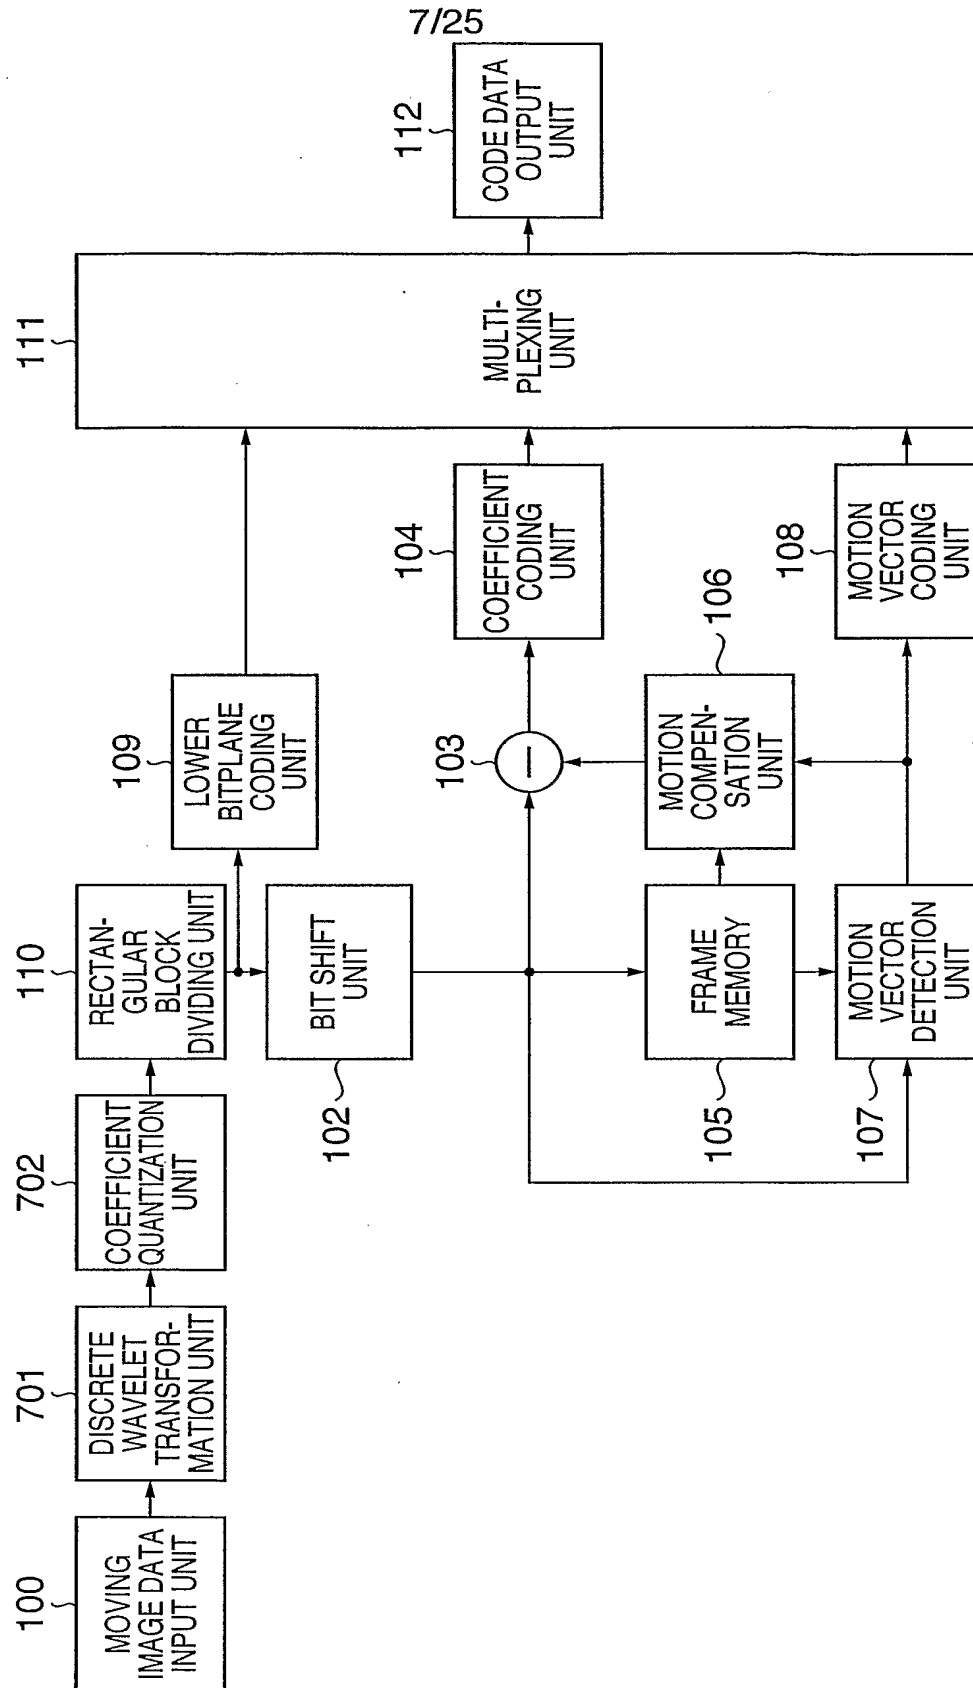 7/25
100
MOVING
IMAGE DATA
INPUT UNIT
701
DISCRETE
WAVELET
TRANSFOR-
MATION UNIT
702
COEFFICIENT
QUANTIZATION
UNIT
110
RECTAN-
GULAR
BLOCK
DIVIDING UNIT
109
LOWER
BITPLANE
CODING
UNIT
102
BIT SHIFT
UNIT
103
104
COEFFICIENT
CODING
UNIT
111
MULTI-
PLEXING
UNIT
112
CODE DATA
OUTPUT
UNIT
105
FRAME
MEMORY
106
MOTION
COMPEN-
SATION
UNIT
107
MOTION
VECTOR
DETECTION
UNIT
108
MOTION
VECTOR
CODING
UNIT